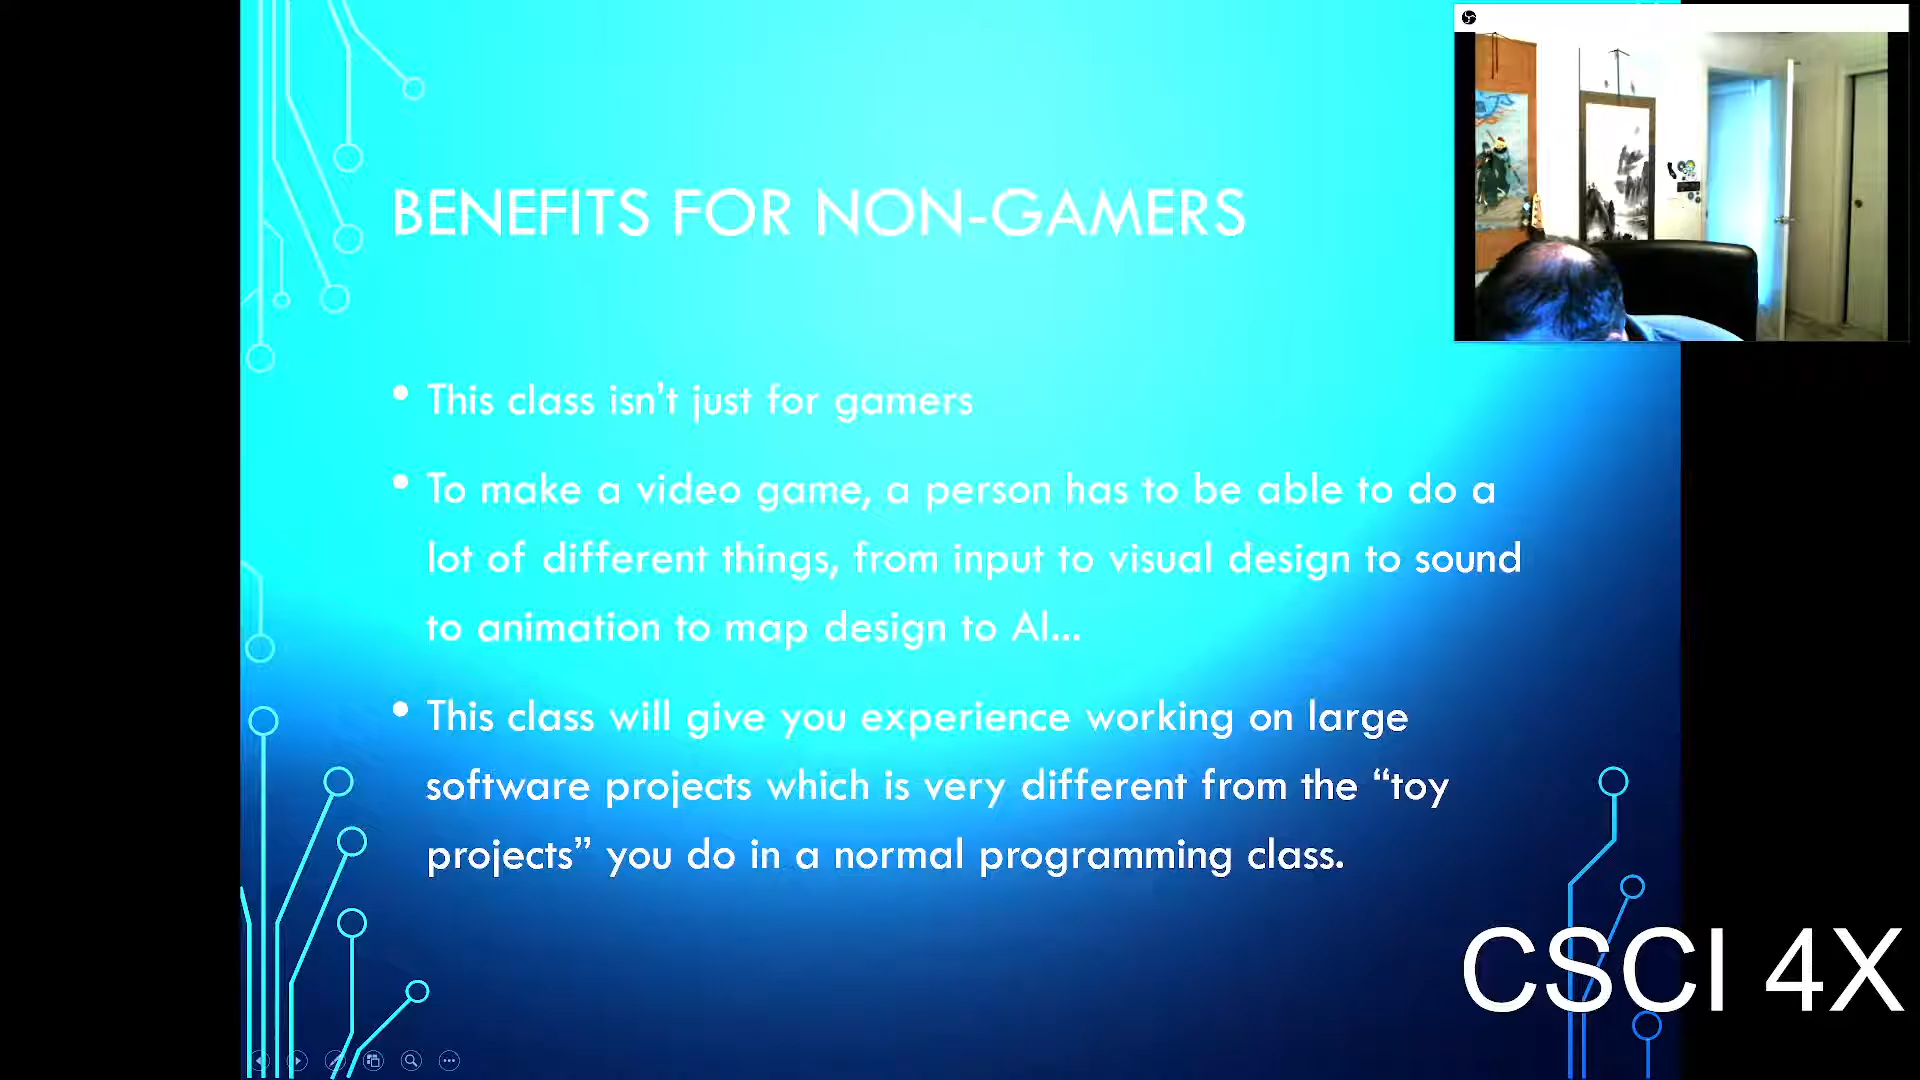 BENEFITS FOR NON-GAMERS
• This class isn't just for gamers
• To make a video game, a person has to be able to do a
lot of different things, from input to visual design to sound
to animation to map design to AI...
• This class will give you experience working on large
software projects which is very different from the “toy
projects” you do in a normal programming class.
CSCI 4X